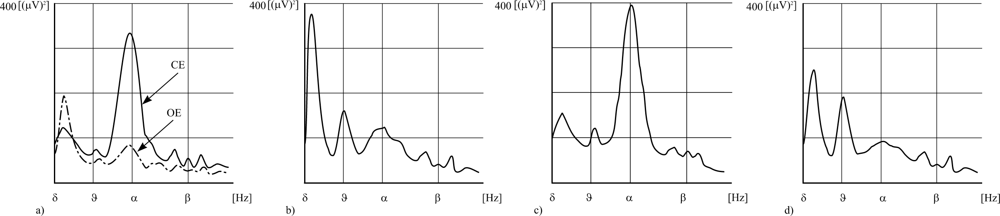 400 [(μV)²]
CE
OE
δ ϑ α β [Hz]
a)
400 [(μV)²]
δ ϑ α β [Hz]
b)
400 [(μV)²]
δ ϑ α β [Hz]
c)
400 [(μV)²]
δ ϑ α β [Hz]
d)